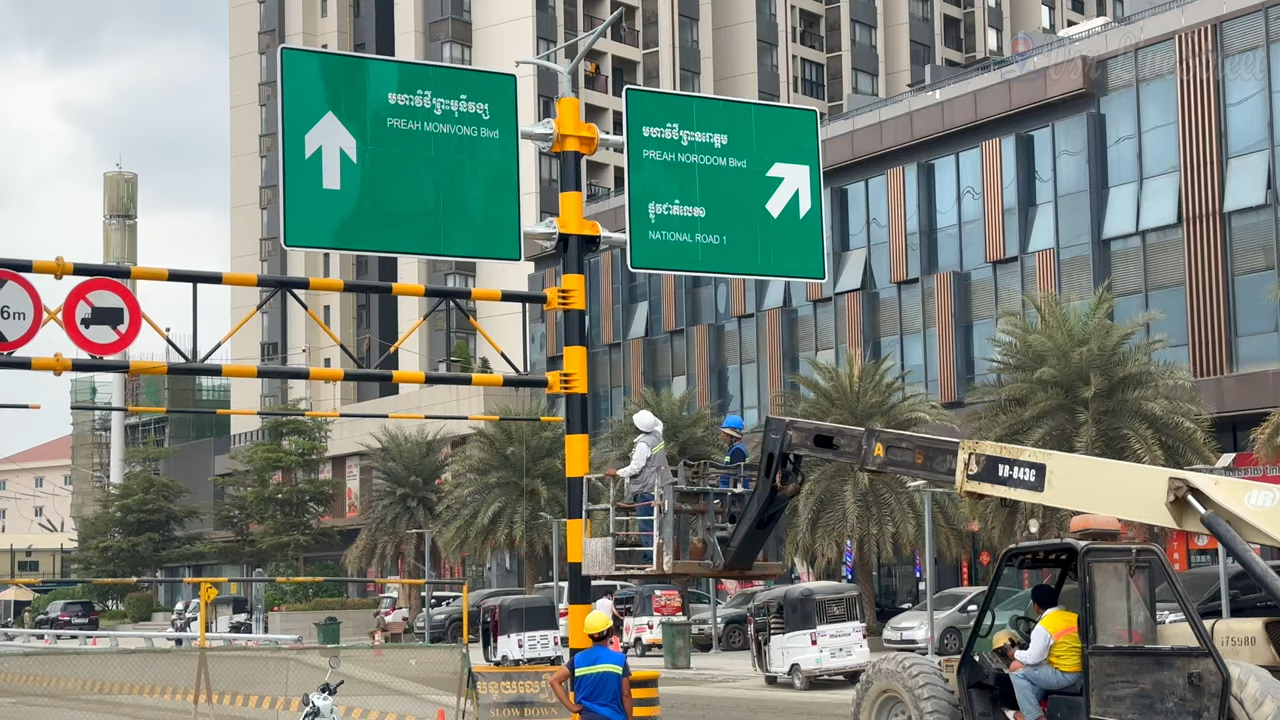 មហាវិថីព្រះមុនីវង្ស
PREAH MONIVONG Blvd
មហាវិថីព្រះនរោត្តម
PREAH NORODOM Blvd
ផ្លូវជាតិលេខ១
NATIONAL ROAD 1
6m
A
VR-843C
IR
175980
SLOW DOWN